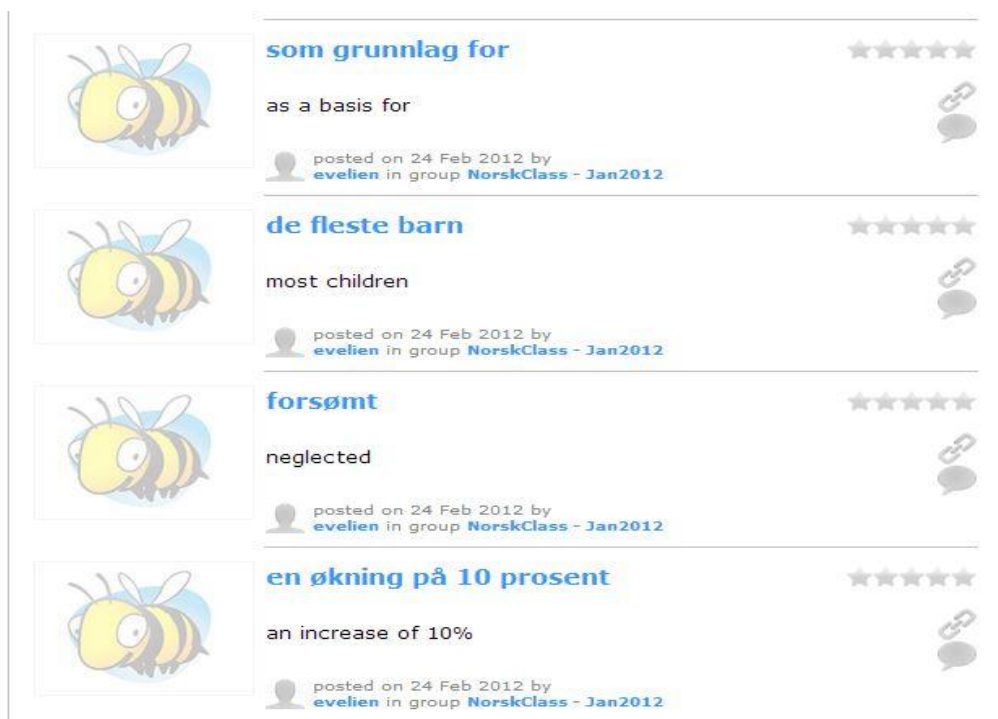 som grunnlag for
as a basis for
posted on 24 Feb 2012 by
evelien in group NorskClass - Jan2012
de fleste barn
most children
posted on 24 Feb 2012 by
evelien in group NorskClass - Jan2012
forsømt
neglected
posted on 24 Feb 2012 by
evelien in group NorskClass - Jan2012
en økning på 10 prosent
an increase of 10%
posted on 24 Feb 2012 by
evelien in group NorskClass - Jan2012